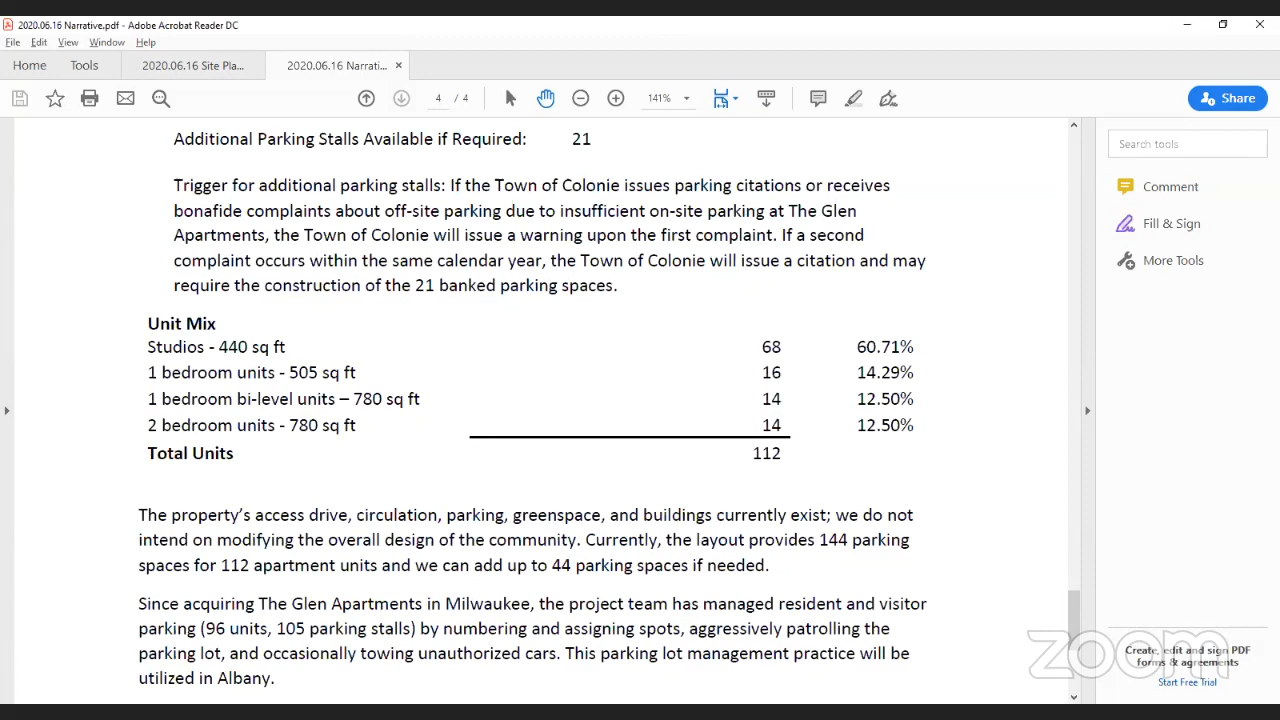 2020.06.16 Narrative.pdf - Adobe Acrobat Reader DC
File Edit View Window Help
Home Tools 2020.06.16 Site Pla... 2020.06.16 Narrati... ×
4 / 4 141% Share
Additional Parking Stalls Available if Required: 21
Search tools
Trigger for additional parking stalls: If the Town of Colonie issues parking citations or receives
Comment
bonafide complaints about off-site parking due to insufficient on-site parking at The Glen
Fill & Sign
Apartments, the Town of Colonie will issue a warning upon the first complaint. If a second
complaint occurs within the same calendar year, the Town of Colonie will issue a citation and may
More Tools
require the construction of the 21 banked parking spaces.
Unit Mix
Studios - 440 sq ft 68 60.71%
1 bedroom units - 505 sq ft 16 14.29%
1 bedroom bi-level units – 780 sq ft 14 12.50%
2 bedroom units - 780 sq ft 14 12.50%
Total Units 112
The property's access drive, circulation, parking, greenspace, and buildings currently exist; we do not
intend on modifying the overall design of the community. Currently, the layout provides 144 parking
spaces for 112 apartment units and we can add up to 44 parking spaces if needed.
Since acquiring The Glen Apartments in Milwaukee, the project team has managed resident and visitor
parking (96 units, 105 parking stalls) by numbering and assigning spots, aggressively patrolling the
parking lot, and occasionally towing unauthorized cars. This parking lot management practice will be
utilized in Albany.
zoom
Create, edit and sign PDF
forms & agreements
Start Free Trial